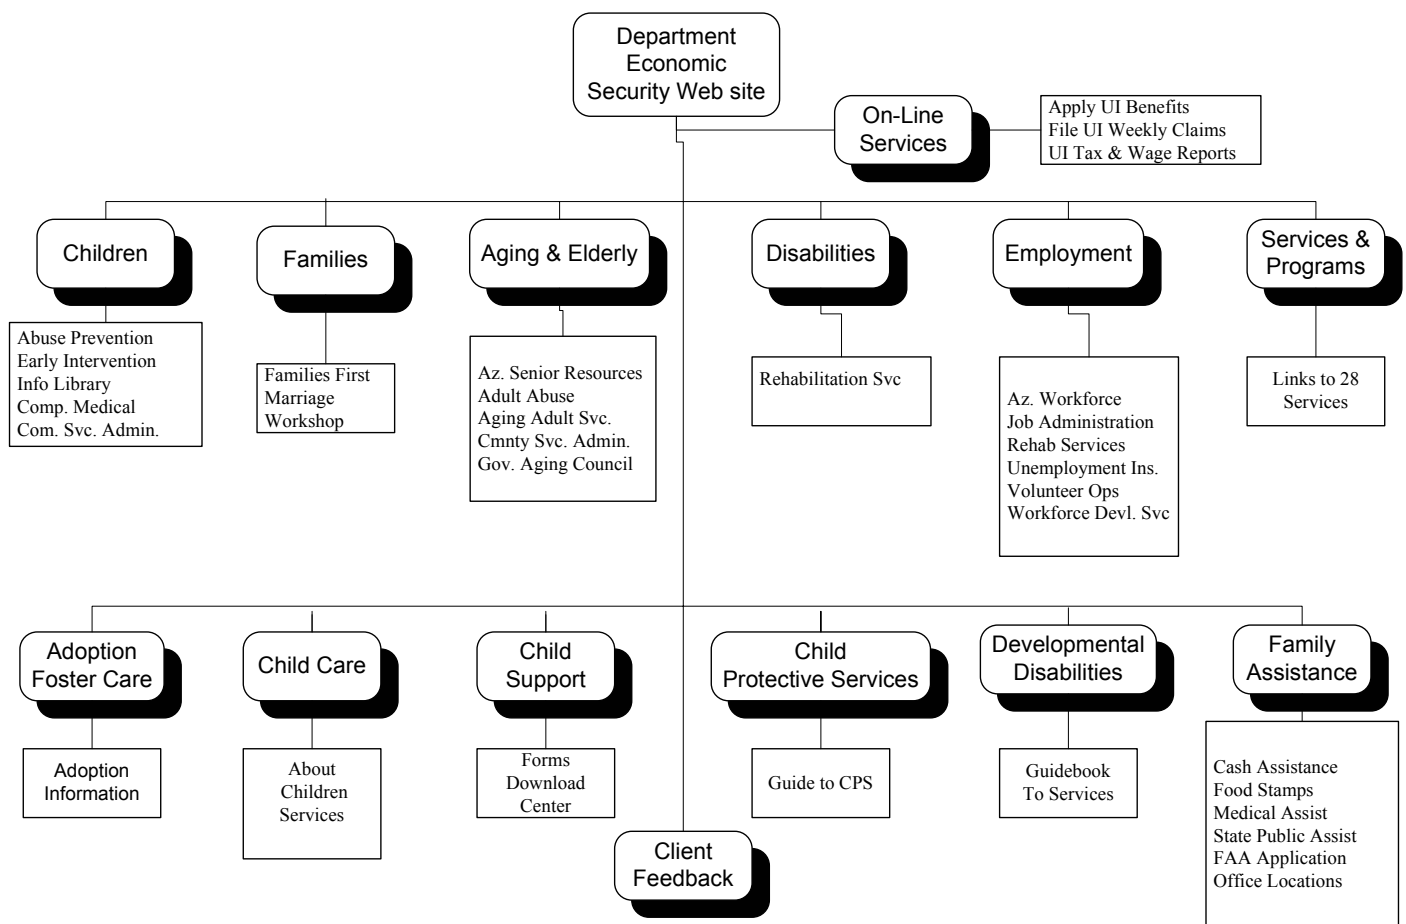 Department
Economic
Security Web site
On-Line
Services
Apply UI Benefits
File UI Weekly Claims
UI Tax & Wage Reports
Children
Families
Aging & Elderly
Disabilities
Employment
Services &
Programs
Abuse Prevention
Early Intervention
Info Library
Comp. Medical
Com. Svc. Admin.
Families First
Marriage
Workshop
Az. Senior Resources
Adult Abuse
Aging Adult Svc.
Cmnty Svc. Admin.
Gov. Aging Council
Rehabilitation Svc
Az. Workforce
Job Administration
Rehab Services
Unemployment Ins.
Volunteer Ops
Workforce Devl. Svc
Links to 28
Services
Adoption
Foster Care
Child Care
Child
Support
Child
Protective Services
Developmental
Disabilities
Family
Assistance
Adoption
Information
About
Children
Services
Forms
Download
Center
Guide to CPS
Guidebook
To Services
Cash Assistance
Food Stamps
Medical Assist
State Public Assist
FAA Application
Office Locations
Client
Feedback